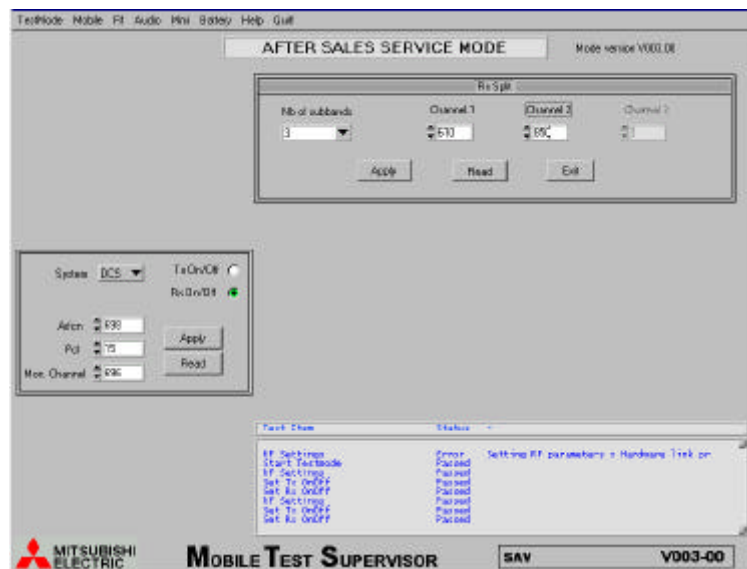 TestMode Mobile Rf Audio Mmi Battery Help Quit
AFTER SALES SERVICE MODE
Mode version V003.00
Rx Split
Nb of subbands
Channel 1
Channel 2
3
610
Apply
Read
Exit
System DCS
Tx On/Off
Rx On/Off
Arfcn 698
Pcl 15
Mon. Channel 696
Apply
Read
Test Item Status -
RF Settings Error Setting RF parameters : Hardware link pr
Start Testmode Passed
RF Settings Passed
Set Tx OnOff Passed
Set Rx OnOff Passed
RF Settings Passed
Set Tx OnOff Passed
Set Rx OnOff Passed
MITSUBISHI
ELECTRIC
MOBILE TEST SUPERVISOR
SAV
V003-00